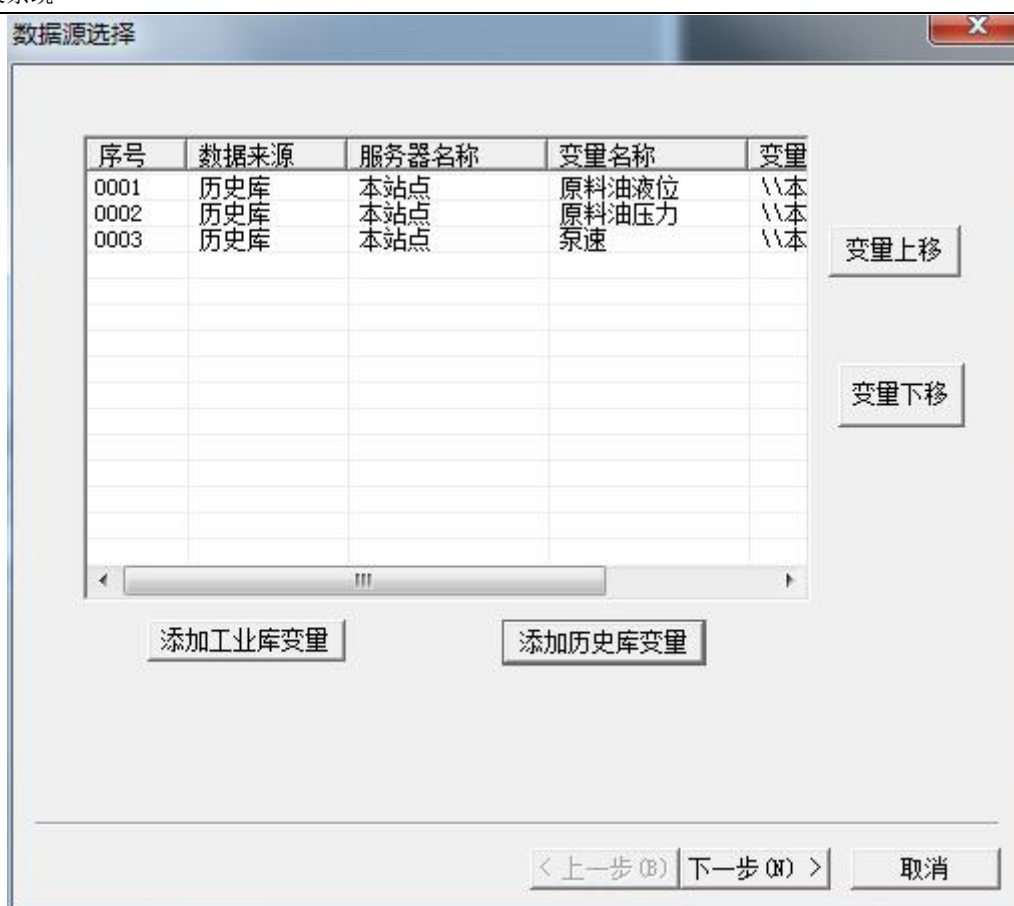 数据源选择
序号 数据来源 服务器名称 变量名称 变量
0001 历史库 本站点 原料油液位 \\本
0002 历史库 本站点 原料油压力 \\本
0003 历史库 本站点 泵速 \\本
变量上移
变量下移
添加工业库变量 添加历史库变量
< 上一步(B) 下一步(N) > 取消